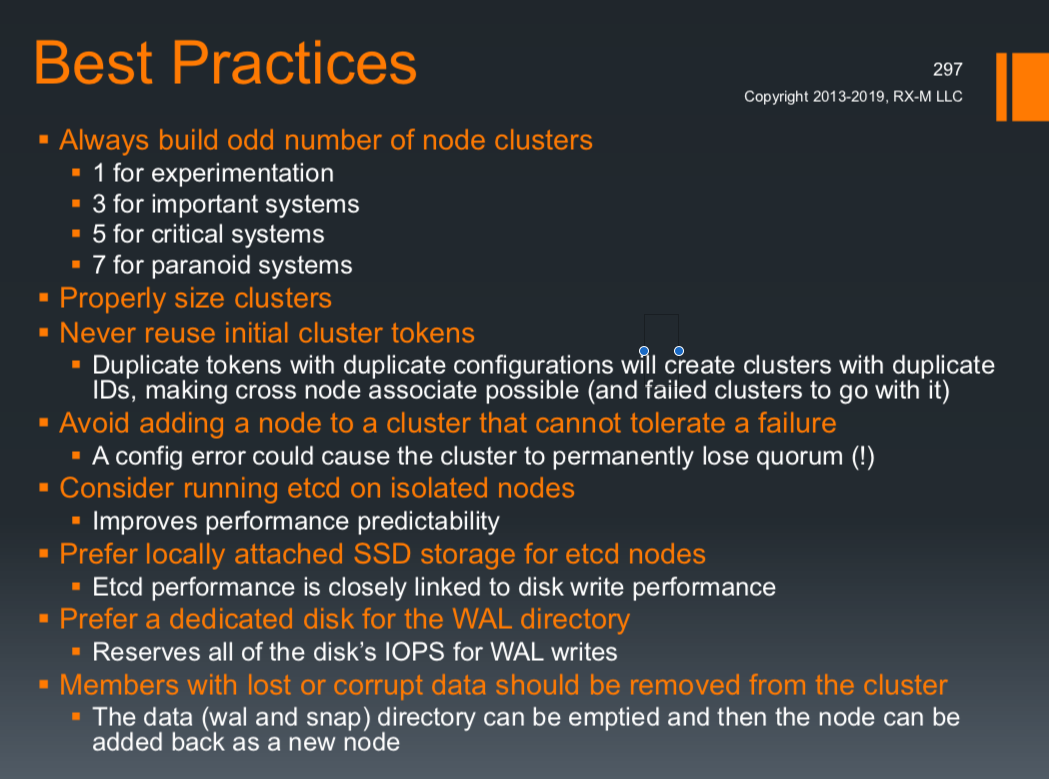 Best Practices
297
Copyright 2013-2019, RX-M LLC
Always build odd number of node clusters
1 for experimentation
3 for important systems
5 for critical systems
7 for paranoid systems
Properly size clusters
Never reuse initial cluster tokens
Duplicate tokens with duplicate configurations will create clusters with duplicate
IDs, making cross node associate possible (and failed clusters to go with it)
Avoid adding a node to a cluster that cannot tolerate a failure
A config error could cause the cluster to permanently lose quorum (!)
Consider running etcd on isolated nodes
Improves performance predictability
Prefer locally attached SSD storage for etcd nodes
Etcd performance is closely linked to disk write performance
Prefer a dedicated disk for the WAL directory
Reserves all of the disk’s IOPS for WAL writes
Members with lost or corrupt data should be removed from the cluster
The data (wal and snap) directory can be emptied and then the node can be
added back as a new node